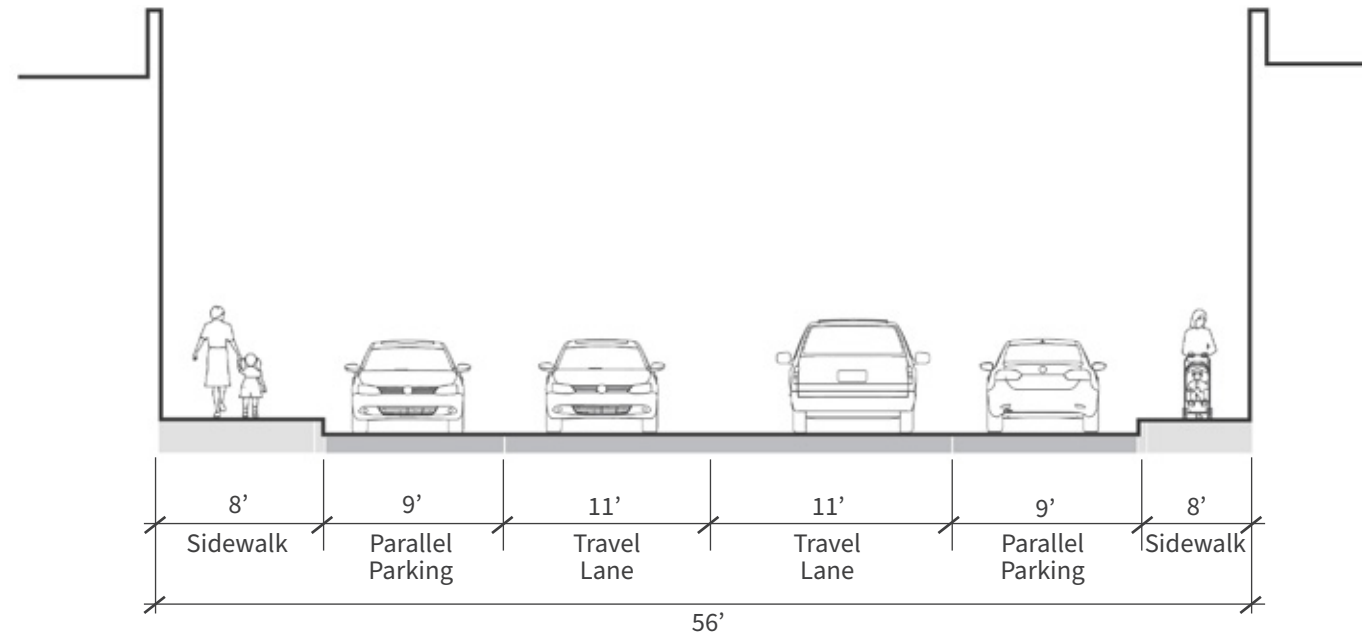 8’
9’
11’
11’
9’
8’
Sidewalk
Parallel
Parking
Travel
Lane
Travel
Lane
Parallel
Parking
Sidewalk
56’